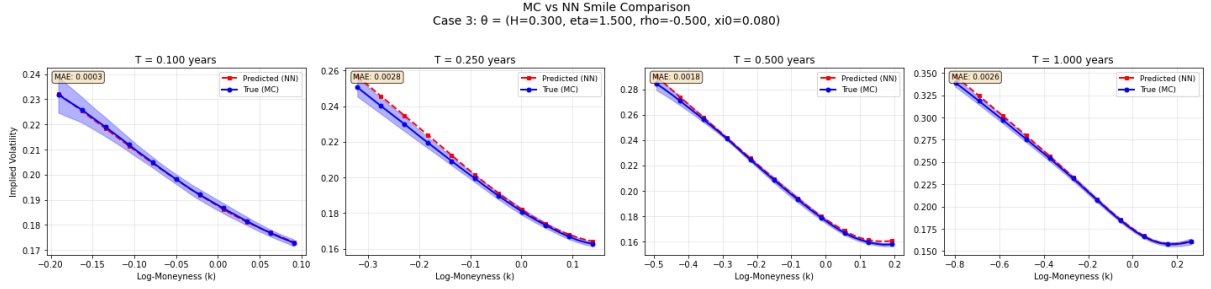 MC vs NN Smile Comparison
Case 3: θ = (H=0.300, eta=1.500, rho=-0.500, xi0=0.080)
T = 0.100 years
MAE: 0.0003
Predicted (NN)
True (MC)
0.24
0.23
0.22
0.21
0.20
0.19
0.18
0.17
Implied Volatility
−0.20 −0.15 −0.10 −0.05 0.00 0.05 0.10
Log-Moneyness (k)
T = 0.250 years
MAE: 0.0028
Predicted (NN)
True (MC)
0.26
0.24
0.22
0.20
0.18
0.16
−0.3 −0.2 −0.1 0.0 0.1
Log-Moneyness (k)
T = 0.500 years
MAE: 0.0018
Predicted (NN)
True (MC)
0.28
0.26
0.24
0.22
0.20
0.18
0.16
−0.5 −0.4 −0.3 −0.2 −0.1 0.0 0.1 0.2
Log-Moneyness (k)
T = 1.000 years
MAE: 0.0026
Predicted (NN)
True (MC)
0.350
0.325
0.300
0.275
0.250
0.225
0.200
0.175
0.150
−0.8 −0.6 −0.4 −0.2 0.0 0.2
Log-Moneyness (k)